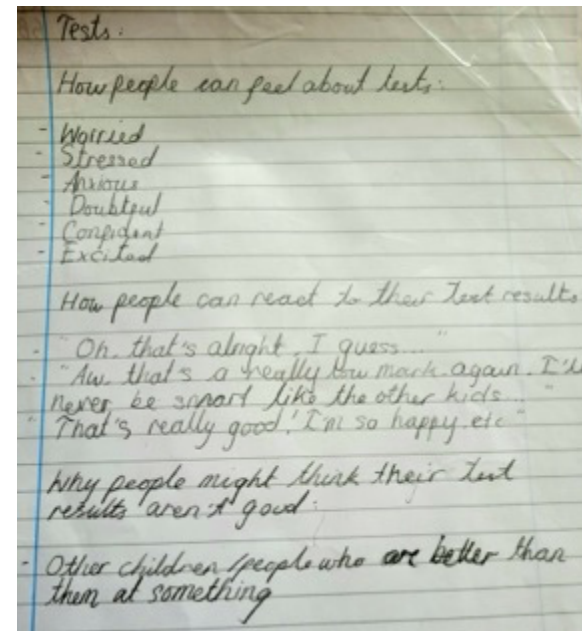 Tests:
How people can feel about tests:
- Worried
- Stressed
- Anxious
- Doubtful
- Confident
- Excited
How people can react to their Test results
- "Oh, that's alright, I guess..."
- "Aw, that's a really low mark again. I'll
never be smart like the other kids..."
"That's really good! I'm so happy etc"
Why people might think their test
results aren't good:
- Other children/people who are better than
them at something